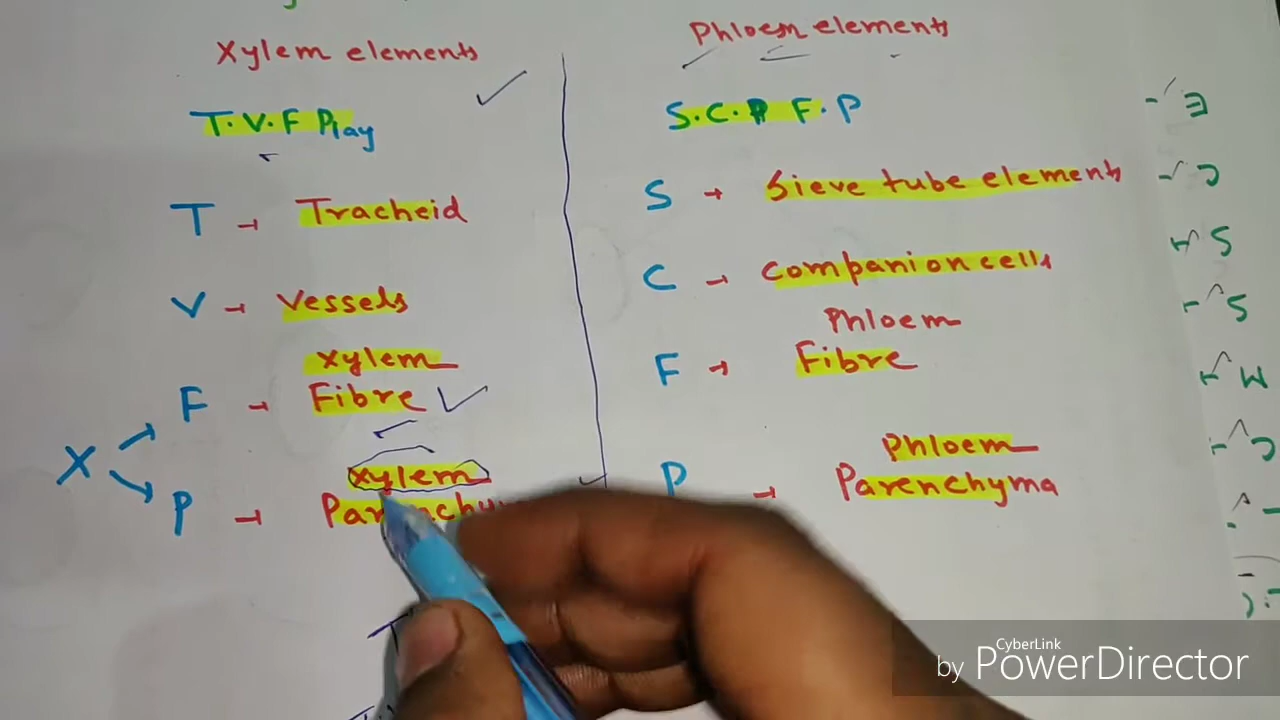 Xylem elements
T.V.F Play
T → Tracheid
V → Vessels
Xylem
F → Fibre
X
Xylem
P →
Phloem elements
S.C.P F.P
S → Sieve tube elements
C → Companion cells
Phloem
F → Fibre
Phloem
P → Parenchyma
CyberLink
by PowerDirector